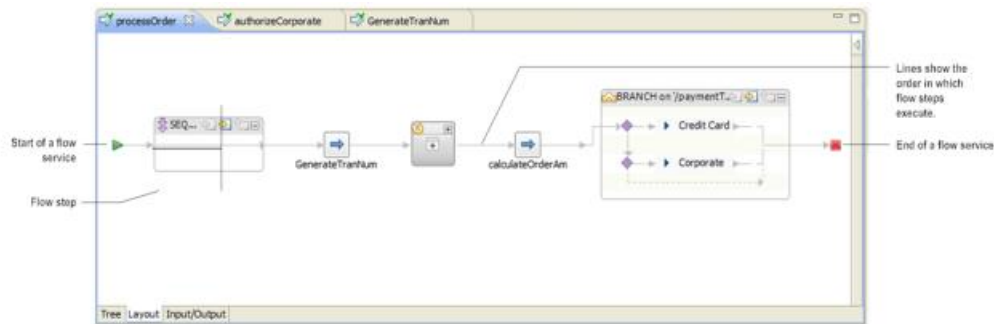 processOrder
authorizeCorporate
GenerateTranNum
Lines show the
order in which
flow steps
execute.
BRANCH on '/paymentT...
SEQ...
Credit Card
Start of a flow
service
End of a flow service
GenerateTranNum
calculateOrderAm
Corporate
Flow step
Tree Layout Input/Output